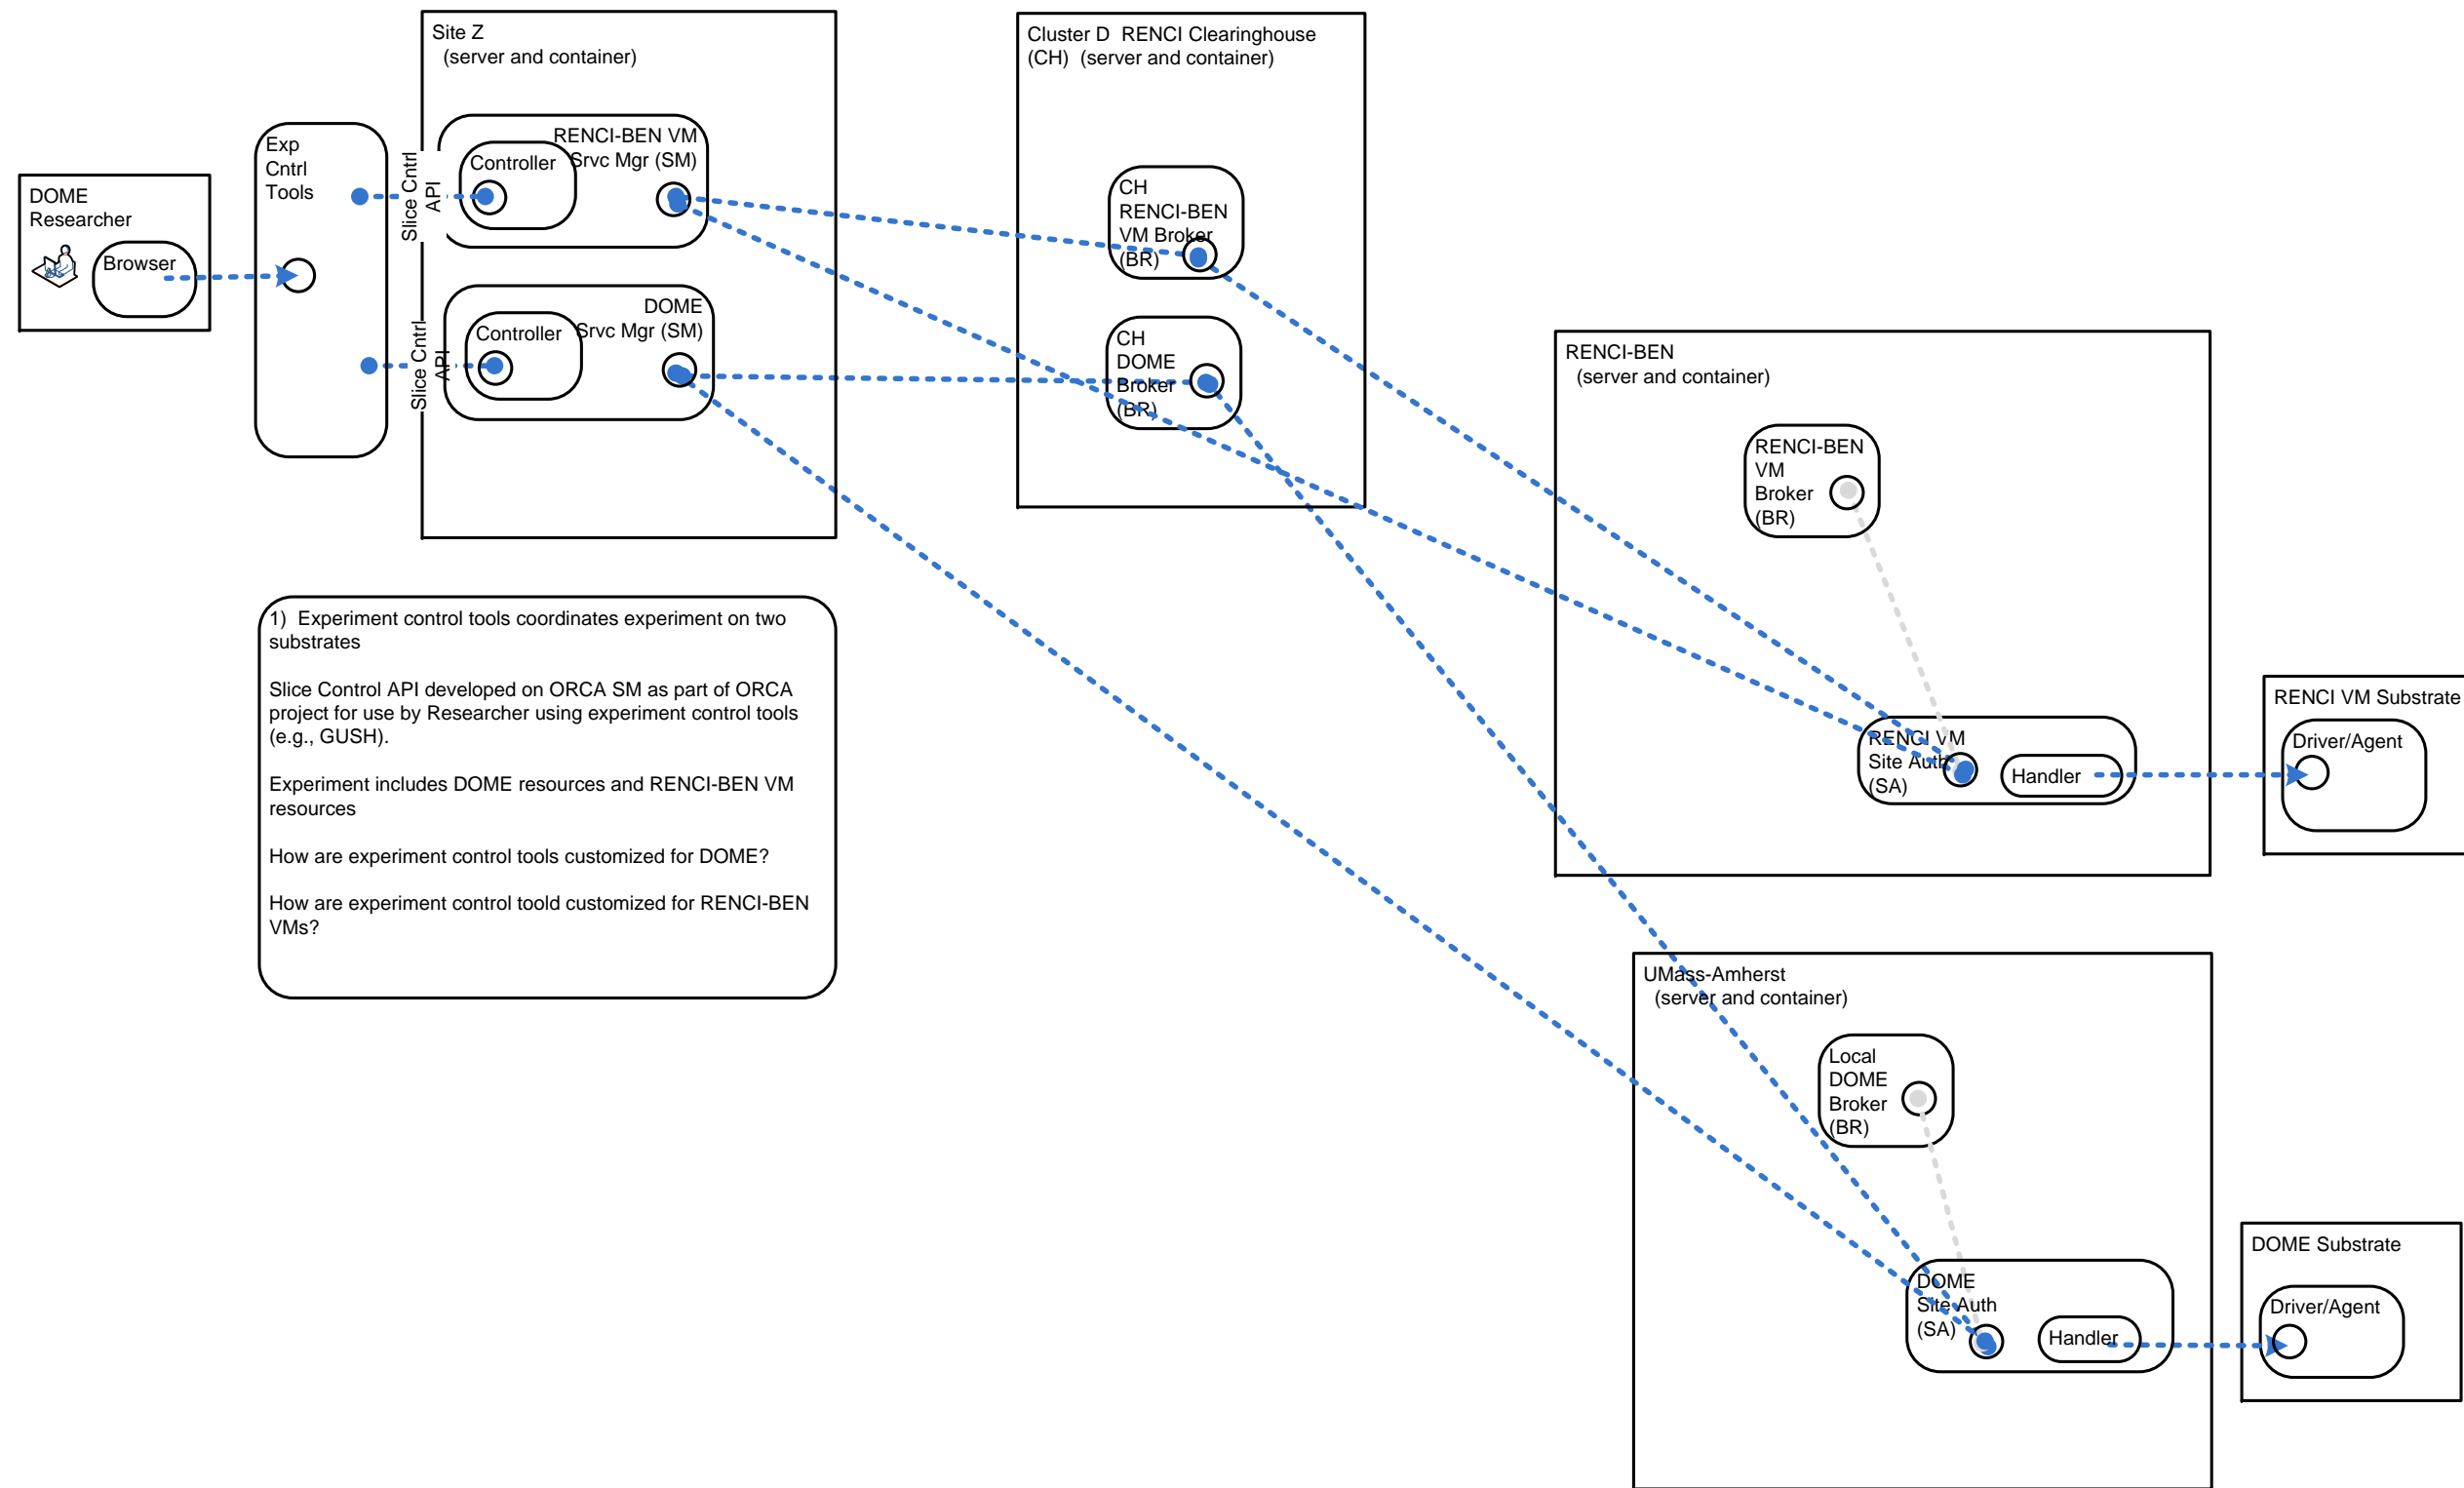 DOME
Researcher
Browser
Exp
Cntrl
Tools
Slice Cntrl
API
Slice Cntrl
API
Site Z
(server and container)
RENCI-BEN VM
Srvc Mgr (SM)
Controller
DOME
Srvc Mgr (SM)
Controller
Cluster D  RENCI Clearinghouse
(CH)  (server and container)
CH
RENCI-BEN
VM Broker
(BR)
CH
DOME
Broker
(BR)
1)  Experiment control tools coordinates experiment on two
substrates
Slice Control API developed on ORCA SM as part of ORCA
project for use by Researcher using experiment control tools
(e.g., GUSH).
Experiment includes DOME resources and RENCI-BEN VM
resources
How are experiment control tools customized for DOME?
How are experiment control toold customized for RENCI-BEN
VMs?
RENCI-BEN
(server and container)
RENCI-BEN
VM
Broker
(BR)
RENCI VM
Site Auth
(SA)
Handler
RENCI VM Substrate
Driver/Agent
UMass-Amherst
(server and container)
Local
DOME
Broker
(BR)
DOME
Site Auth
(SA)
Handler
DOME Substrate
Driver/Agent